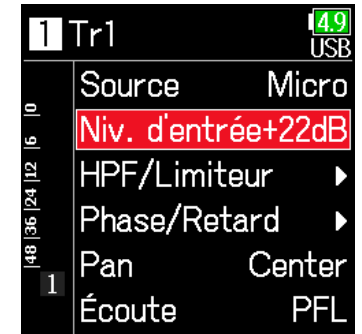 1 Tr1 4.9
USB
Source Micro
Niv. d'entrée+22dB
HPF/Limiteur
Phase/Retard
Pan Center
Écoute PFL
|48 |36 |24 |12 |6 |0
1